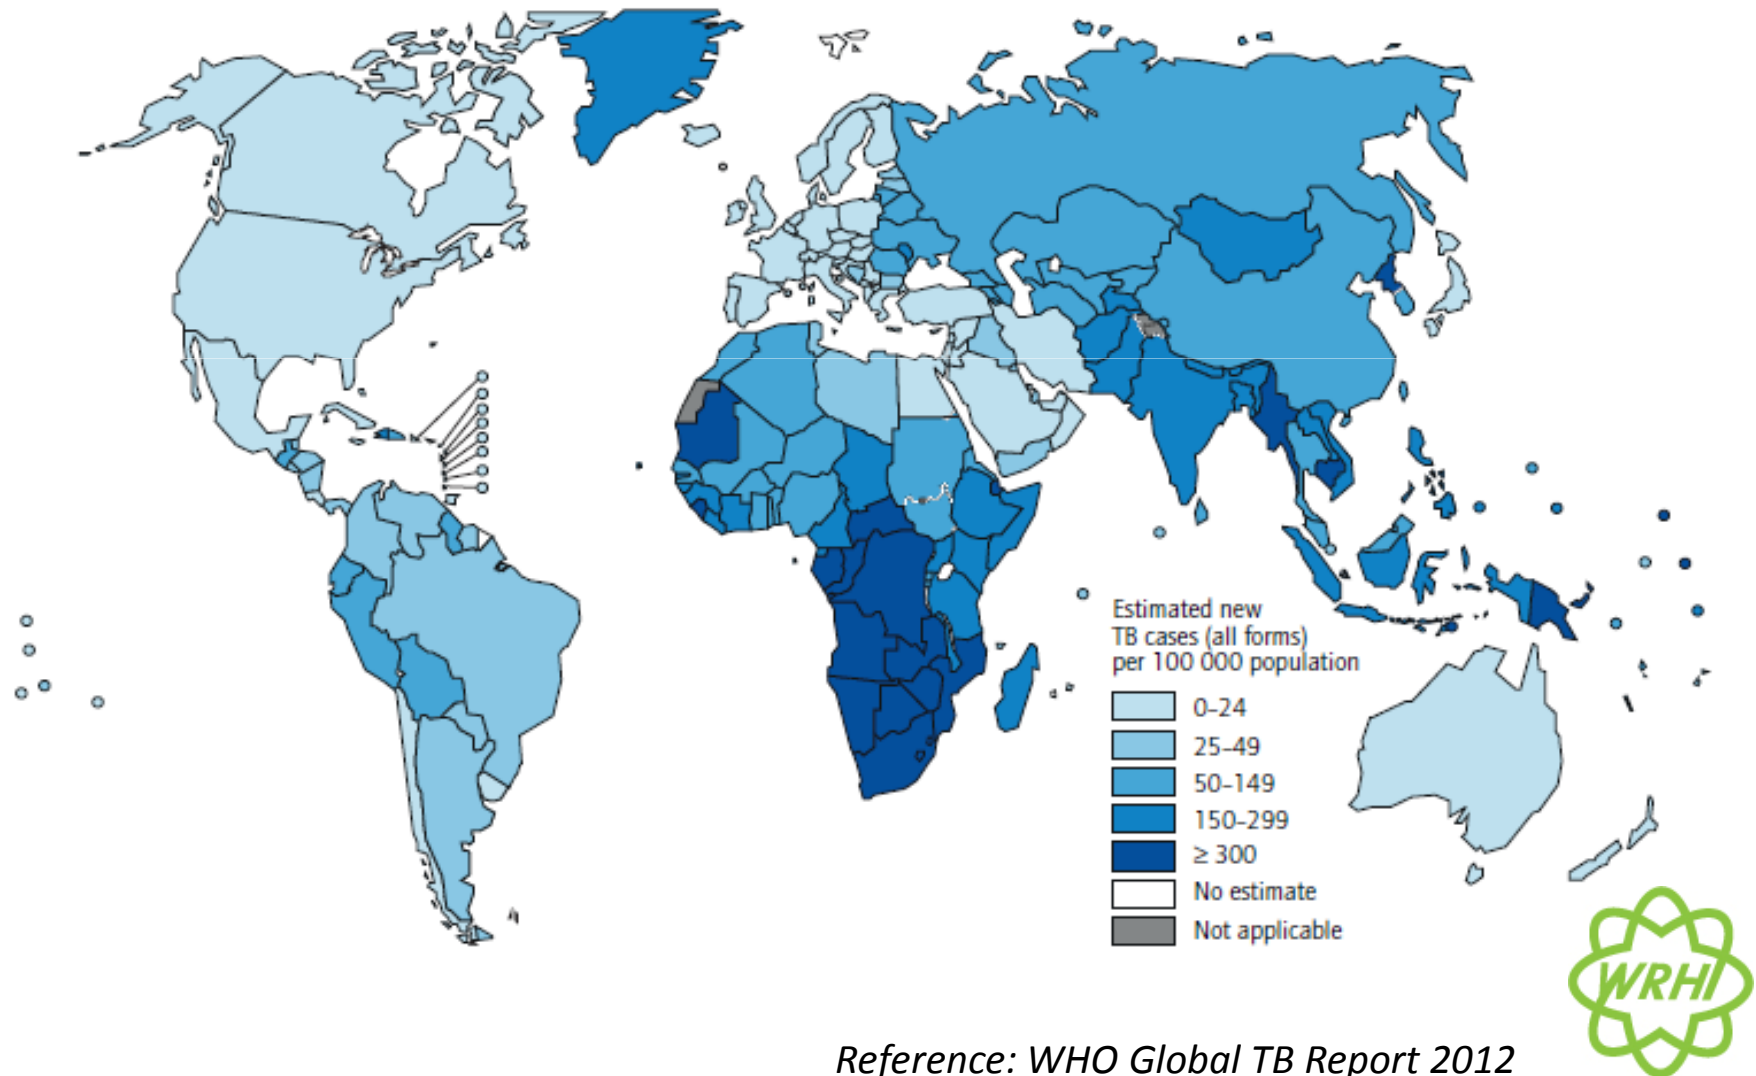 Estimated new
TB cases (all forms)
per 100 000 population
0–24
25–49
50–149
150–299
≥ 300
No estimate
Not applicable
WRHI
Reference: WHO Global TB Report 2012